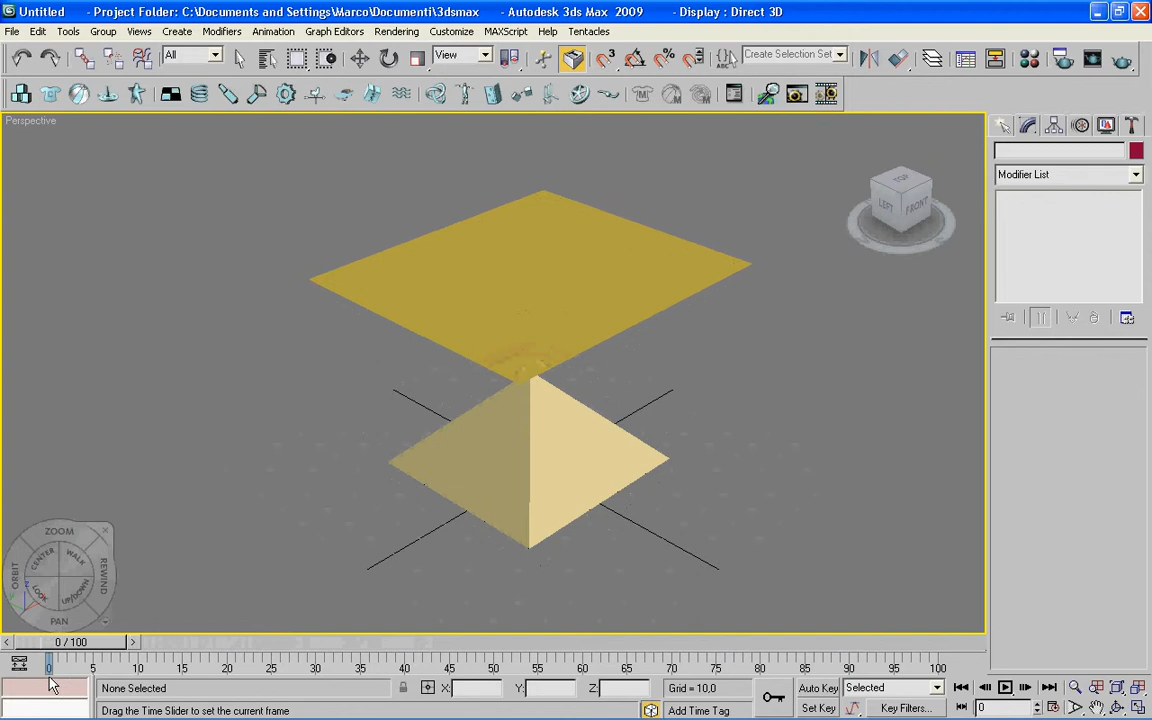 Untitled - Project Folder: C:\Documents and Settings\Marco\Documenti\3dsmax - Autodesk 3ds Max 2009 - Display : Direct 3D
File Edit Tools Group Views Create Modifiers Animation Graph Editors Rendering Customize MAXScript Help Tentacles
All View 3 Create Selection Set
Perspective
Modifier List
TOP
LEFT FRONT
ZOOM
CENTER WALK
ORBIT REWIND
LOOK UP/DOWN
PAN
< 0 / 100 >
0 5 10 15 20 25 30 35 40 45 50 55 60 65 70 75 80 85 90 95 100
None Selected X: Y: Z: Grid = 10,0 Auto Key Selected
Drag the Time Slider to set the current frame Add Time Tag Set Key Key Filters... 0